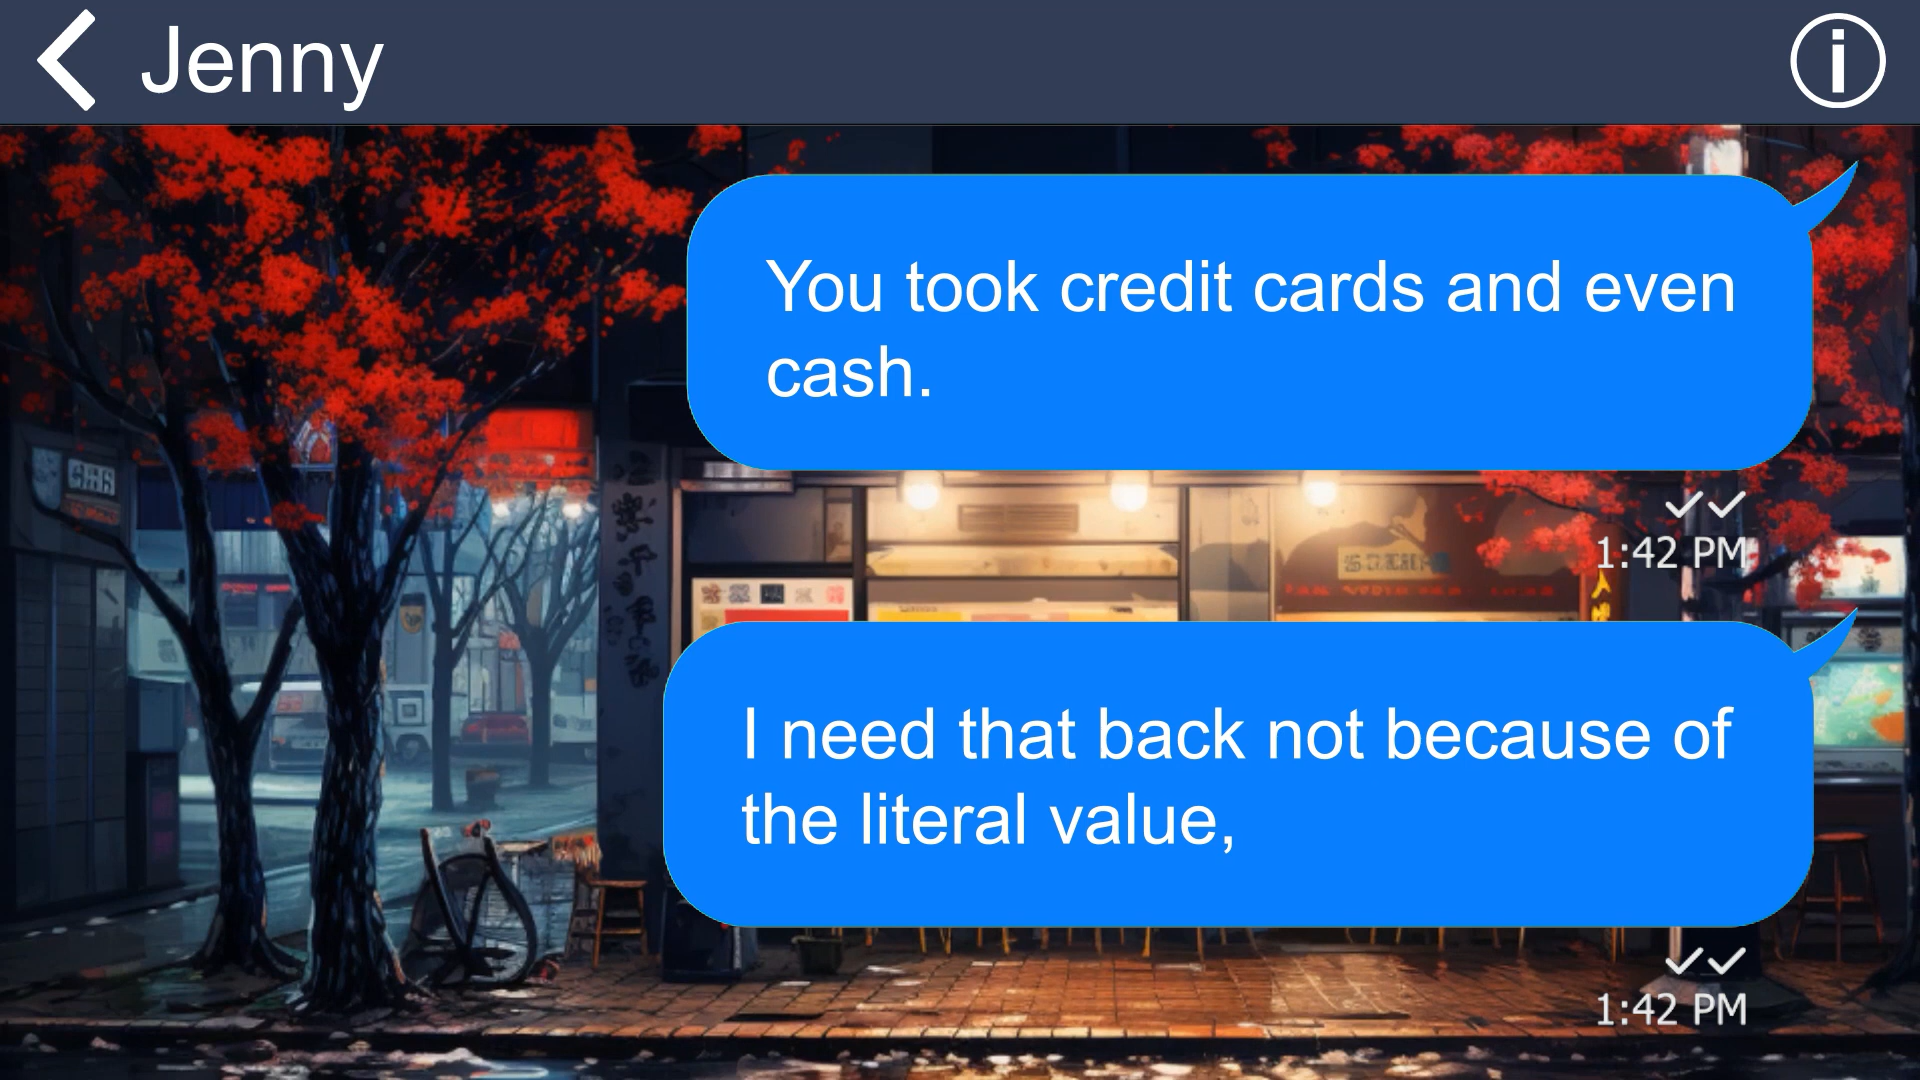 Jenny
You took credit cards and even
cash.
1:42 PM
I need that back not because of
the literal value,
1:42 PM